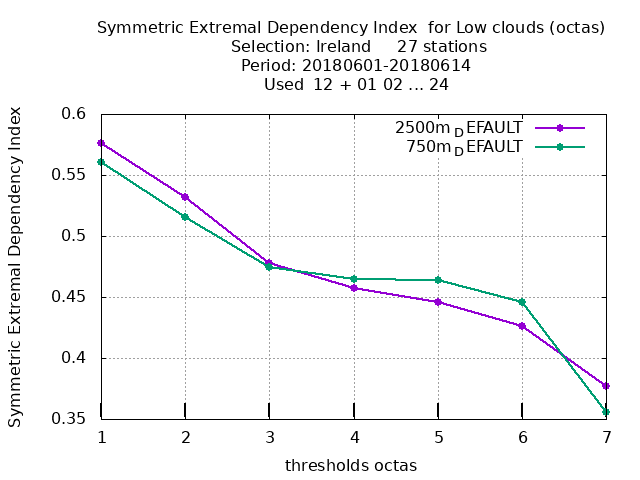 Symmetric Extremal Dependency Index for Low clouds (octas)
Selection: Ireland 27 stations
Period: 20180601-20180614
Used 12 + 01 02 ... 24
Symmetric Extremal Dependency Index
0.6
0.55
0.5
0.45
0.4
0.35
2500m_DEFAULT
750m_DEFAULT
1 2 3 4 5 6 7
thresholds octas